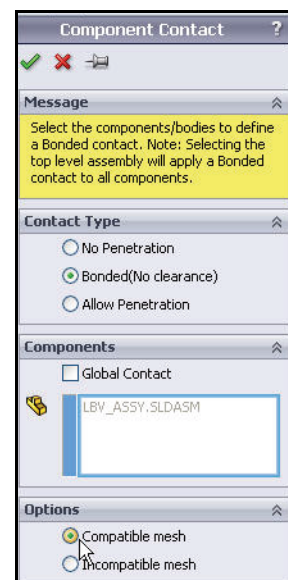 Component Contact ?
Message
Select the components/bodies to define
a Bonded contact. Note: Selecting the
top level assembly will apply a Bonded
contact to all components.
Contact Type
No Penetration
Bonded(No clearance)
Allow Penetration
Components
Global Contact
LBV_ASSY.SLDASM
Options
Compatible mesh
Incompatible mesh